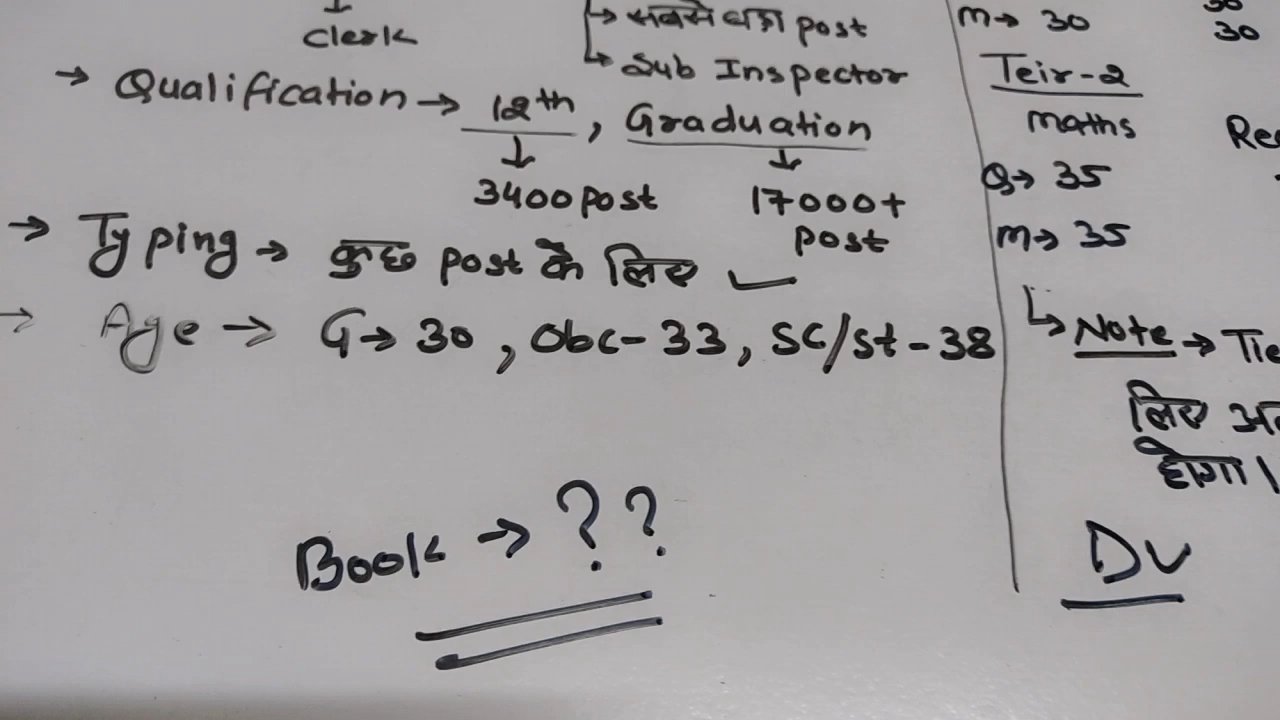 clerk
→ सबसे बड़ा post
→ Sub Inspector
→ Qualification → 12th, Graduation
3400 post
17000+
post
→ Typing → कुछ post के लिए ✓
→ Age → G → 30, Obc - 33, SC/St - 38
Book → ??
m → 30
30
30
Teir-2
maths
Q → 35
m → 35
Note → Tie
लिए
होगा।
DV